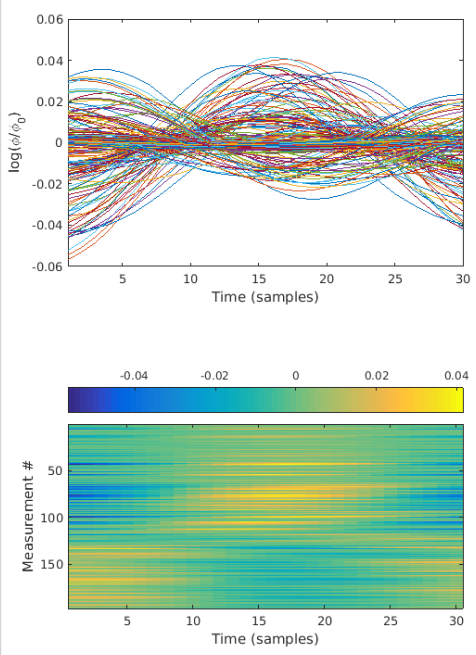 0.06
0.04
0.02
0
-0.02
-0.04
-0.06
log(ϕ/ϕ₀)
5 10 15 20 25 30
Time (samples)
-0.04 -0.02 0 0.02 0.04
50
100
150
Measurement #
5 10 15 20 25 30
Time (samples)